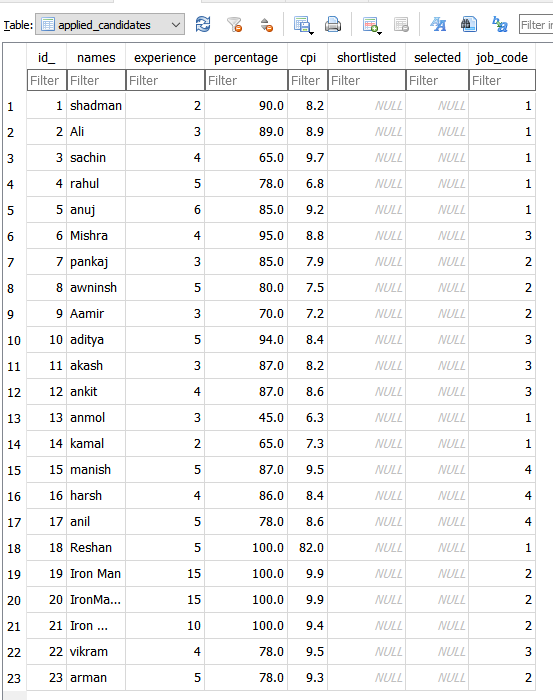 Table: applied_candidates Filter in
id_ names experience percentage cpi shortlisted selected job_code
Filter Filter Filter Filter Filter Filter Filter Filter
1 1 shadman 2 90.0 8.2 NULL NULL 1
2 2 Ali 3 89.0 8.9 NULL NULL 1
3 3 sachin 4 65.0 9.7 NULL NULL 1
4 4 rahul 5 78.0 6.8 NULL NULL 1
5 5 anuj 6 85.0 9.2 NULL NULL 1
6 6 Mishra 4 95.0 8.8 NULL NULL 3
7 7 pankaj 3 85.0 7.9 NULL NULL 2
8 8 awninsh 5 80.0 7.5 NULL NULL 2
9 9 Aamir 3 70.0 7.2 NULL NULL 2
10 10 aditya 5 94.0 8.4 NULL NULL 3
11 11 akash 3 87.0 8.2 NULL NULL 3
12 12 ankit 4 87.0 8.6 NULL NULL 3
13 13 anmol 3 45.0 6.3 NULL NULL 1
14 14 kamal 2 65.0 7.3 NULL NULL 1
15 15 manish 5 87.0 9.5 NULL NULL 4
16 16 harsh 4 86.0 8.4 NULL NULL 4
17 17 anil 5 78.0 8.6 NULL NULL 4
18 18 Reshan 5 100.0 82.0 NULL NULL 1
19 19 Iron Man 15 100.0 9.9 NULL NULL 2
20 20 IronMa... 15 100.0 9.9 NULL NULL 2
21 21 Iron ... 10 100.0 9.4 NULL NULL 2
22 22 vikram 4 78.0 9.5 NULL NULL 3
23 23 arman 5 78.0 9.3 NULL NULL 2